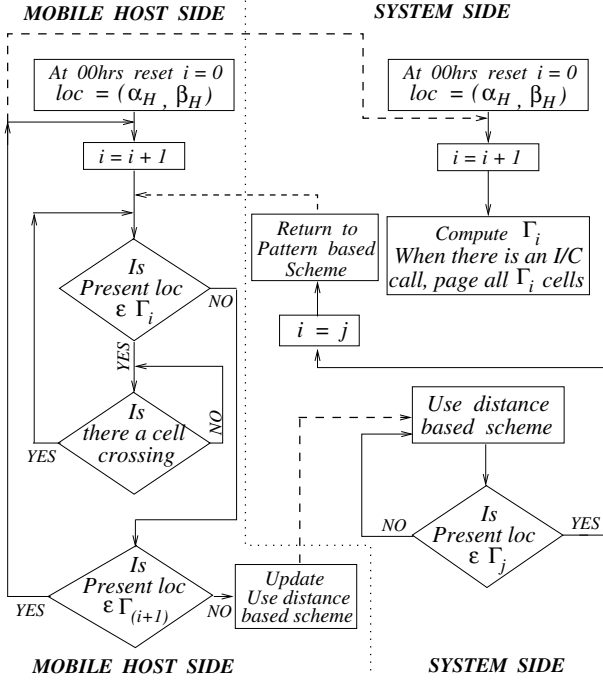 MOBILE HOST SIDE
SYSTEM SIDE
At 00hrs reset i = 0
loc = (α_H , β_H)
At 00hrs reset i = 0
loc = (α_H , β_H)
i = i + 1
i = i + 1
Return to
Pattern based
Scheme
Compute Γ_i
When there is an I/C
call, page all Γ_i cells
Is
Present loc
ε Γ_i
NO
YES
i = j
Is
there a cell
crossing
NO
YES
Use distance
based scheme
Is
Present loc
ε Γ_j
NO
YES
Is
Present loc
ε Γ_(i+1)
YES
NO
Update
Use distance
based scheme
MOBILE HOST SIDE
SYSTEM SIDE